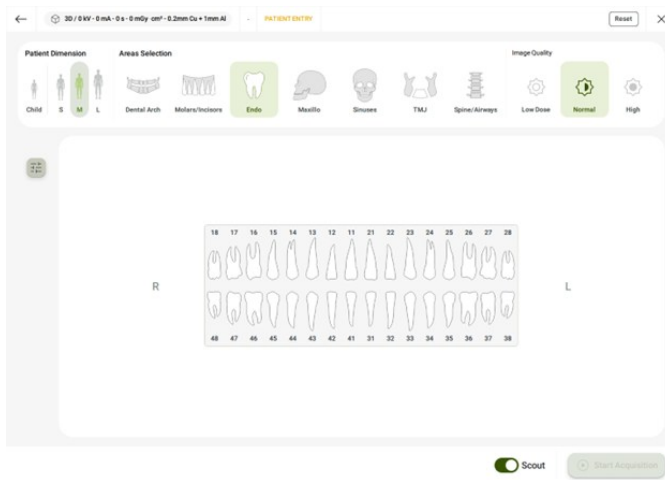 3D / 0 kV - 0 mA - 0 s - 0 mGy · cm² - 0.2mm Cu + 1mm Al - PATIENT ENTRY Reset
Patient Dimension Areas Selection Image Quality
Child S M L Dental Arch Molars/Incisors Endo Maxillo Sinuses TMJ Spine/Airways Low Dose Normal High
18 17 16 15 14 13 12 11 21 22 23 24 25 26 27 28
R L
48 47 46 45 44 43 42 41 31 32 33 34 35 36 37 38
Scout Start Acquisition